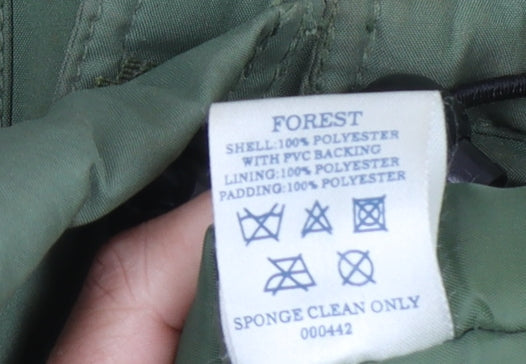 FOREST
SHELL:100% POLYESTER
WITH PVC BACKING
LINING:100% POLYESTER
PADDING:100% POLYESTER
SPONGE CLEAN ONLY
000442